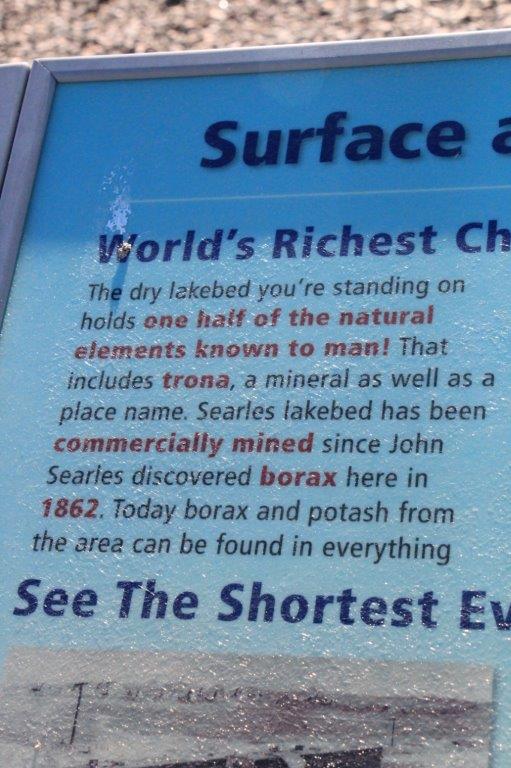 Surface
World's Richest Ch
The dry lakebed you're standing on
holds one half of the natural
elements known to man! That
includes trona, a mineral as well as a
place name. Searles lakebed has been
commercially mined since John
Searles discovered borax here in
1862. Today borax and potash from
the area can be found in everything
See The Shortest Ev